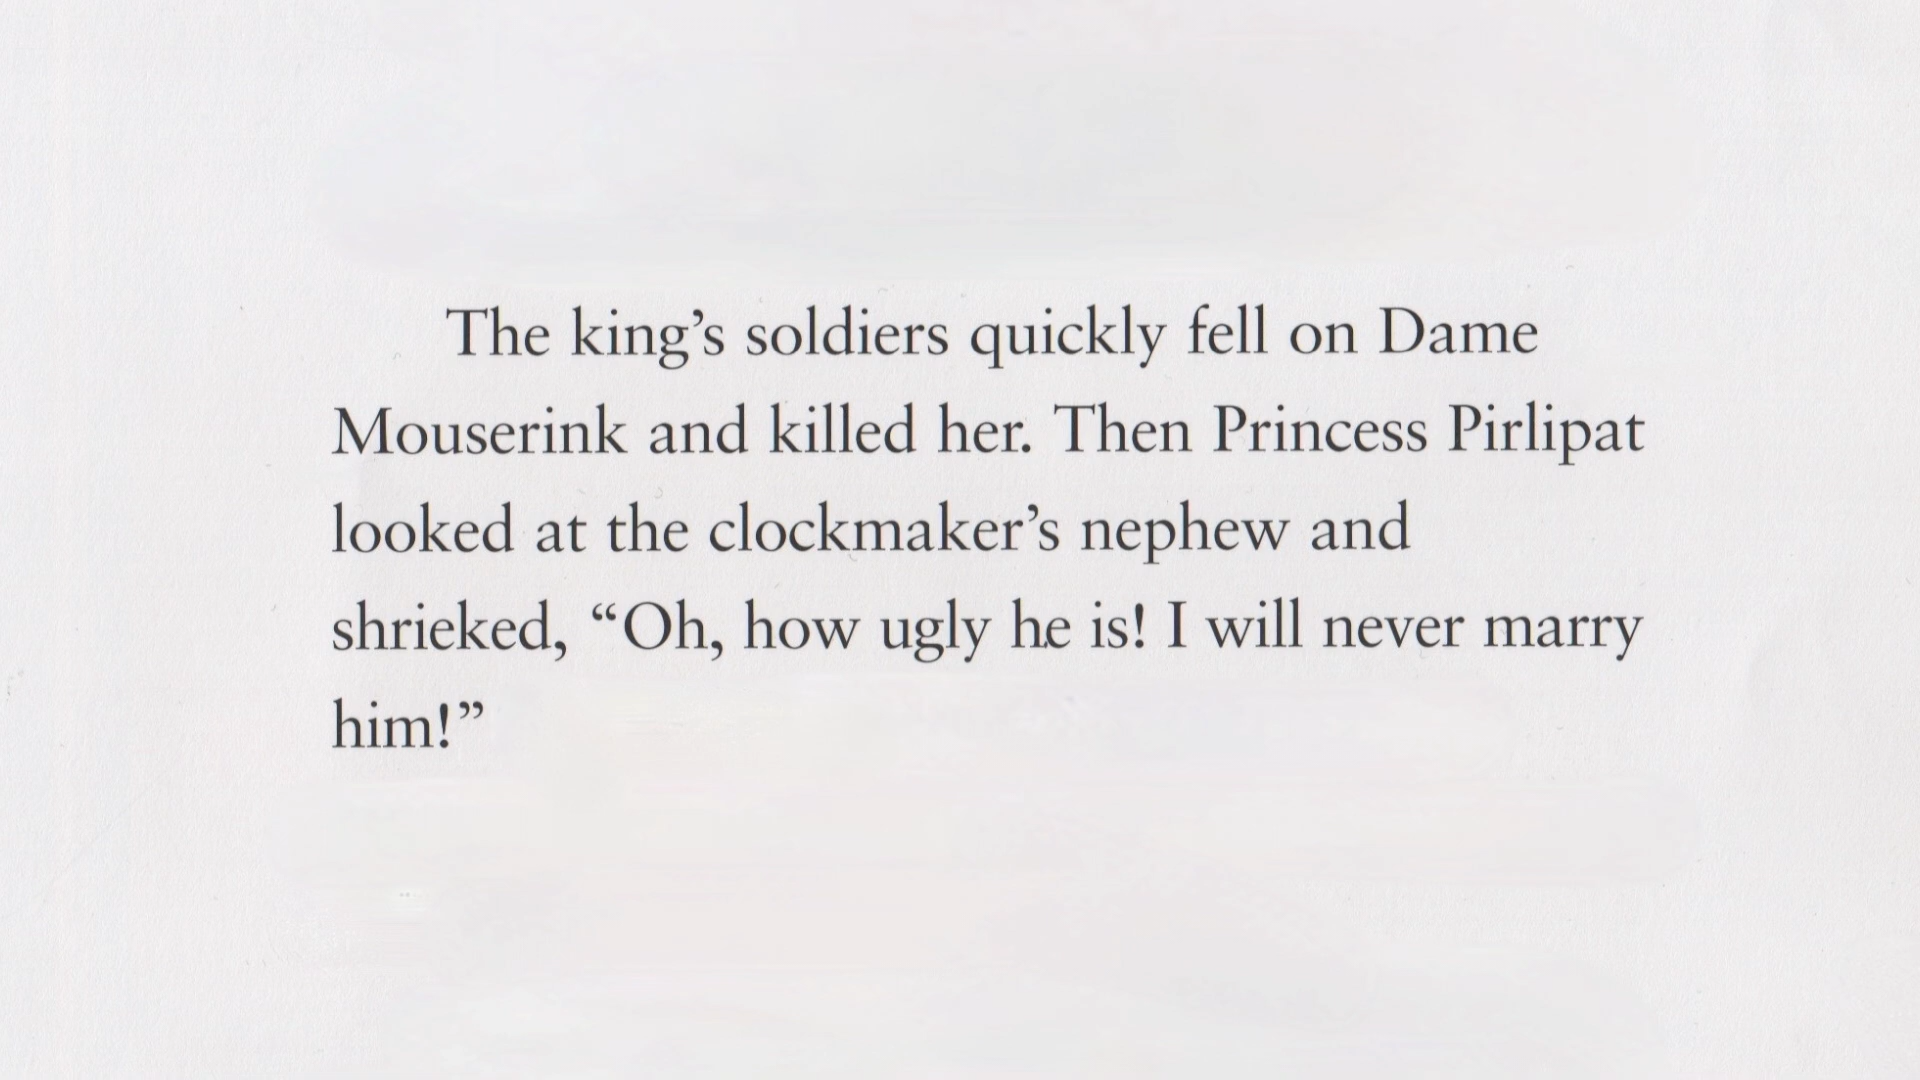 The king’s soldiers quickly fell on Dame
Mouserink and killed her. Then Princess Pirlipat
looked at the clockmaker’s nephew and
shrieked, “Oh, how ugly he is! I will never marry
him!”